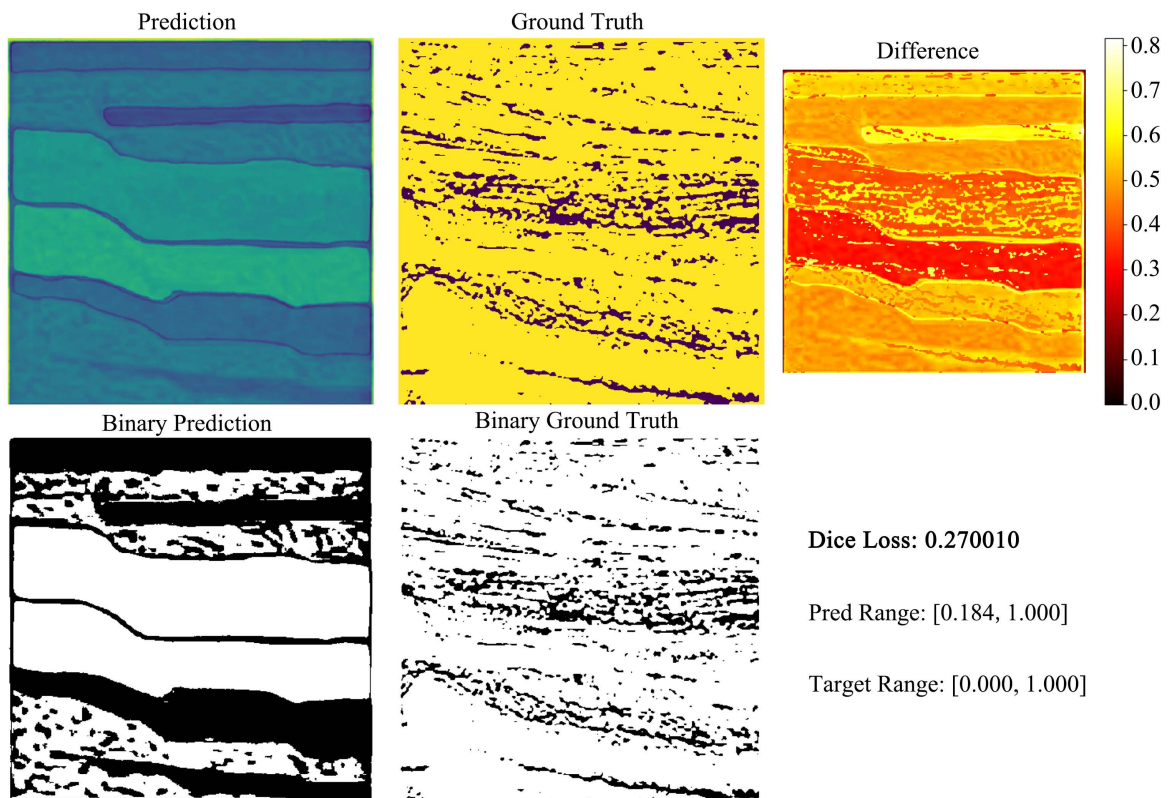 Prediction
Ground Truth
Difference
0.8
0.7
0.6
0.5
0.4
0.3
0.2
0.1
0.0
Binary Prediction
Binary Ground Truth
Dice Loss: 0.270010
Pred Range: [0.184, 1.000]
Target Range: [0.000, 1.000]